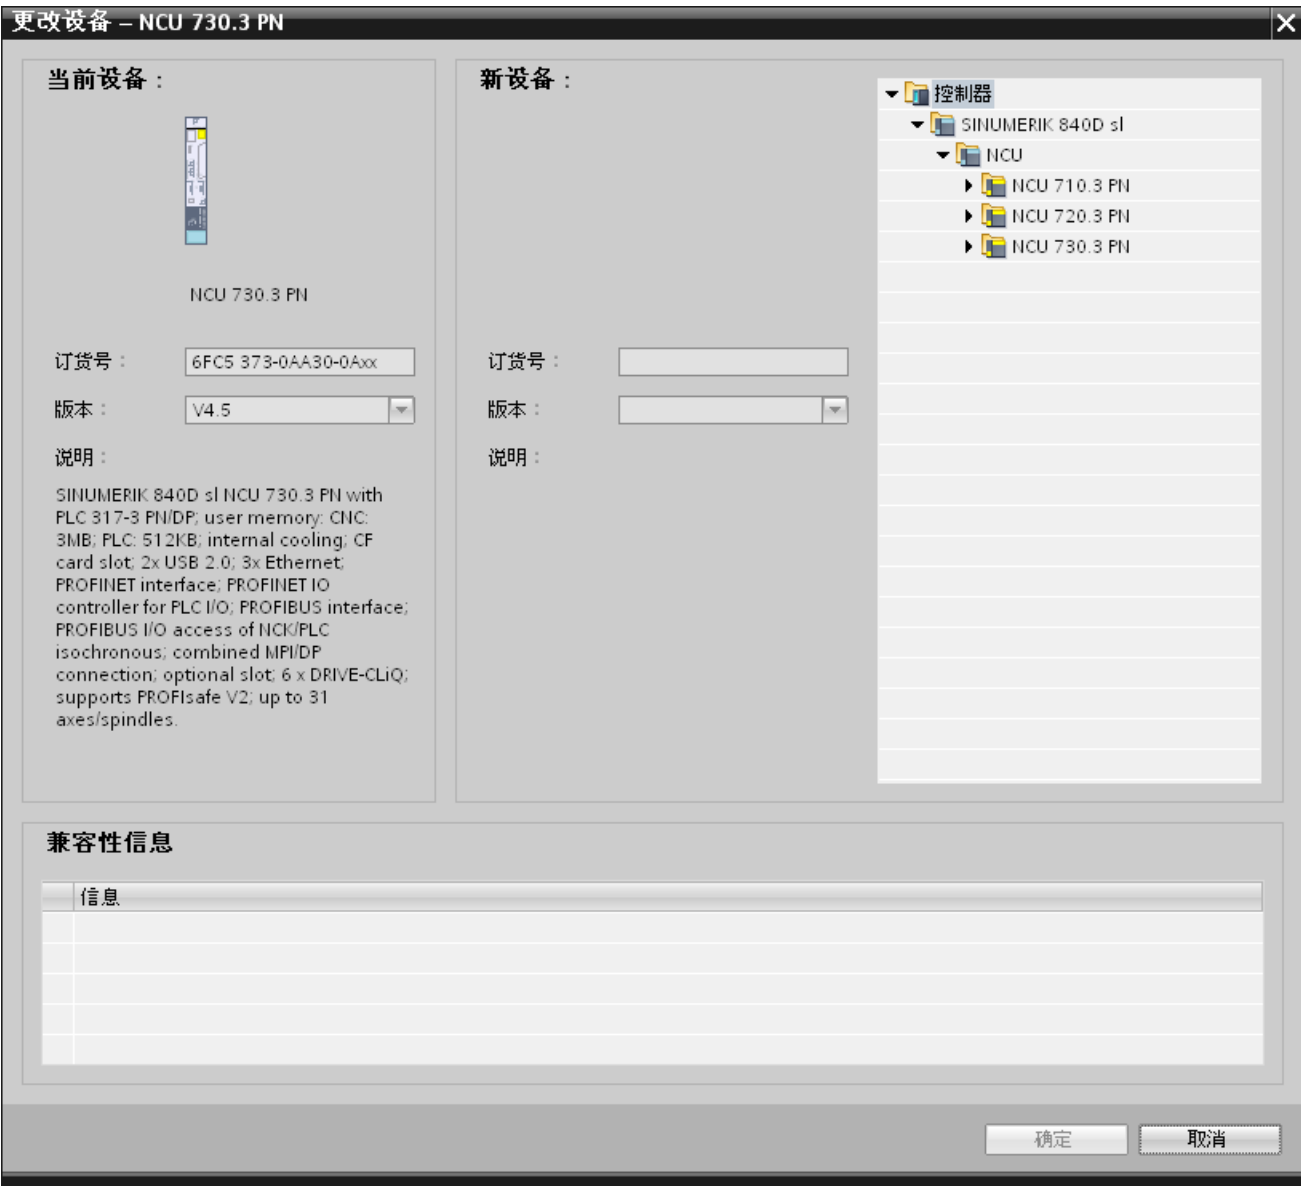 更改设备 – NCU 730.3 PN
当前设备：
NCU 730.3 PN
订货号：
6FC5 373-0AA30-0Axx
版本：
V4.5
说明：
SINUMERIK 840D sl NCU 730.3 PN with
PLC 317-3 PN/DP; user memory: CNC:
3MB; PLC: 512KB; internal cooling; CF
card slot; 2x USB 2.0; 3x Ethernet;
PROFINET interface; PROFINET IO
controller for PLC I/O; PROFIBUS interface;
PROFIBUS I/O access of NCK/PLC
isochronous; combined MPI/DP
connection; optional slot; 6 x DRIVE-CLiQ;
supports PROFIsafe V2; up to 31
axes/spindles.
新设备：
订货号：
版本：
说明：
控制器
SINUMERIK 840D sl
NCU
NCU 710.3 PN
NCU 720.3 PN
NCU 730.3 PN
兼容性信息
信息
确定
取消